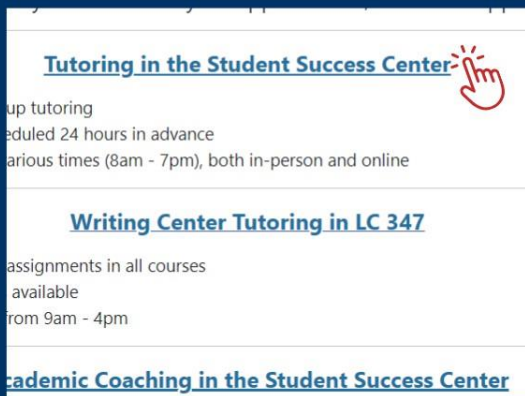 Tutoring in the Student Success Center
up tutoring
eduled 24 hours in advance
arious times (8am - 7pm), both in-person and online
Writing Center Tutoring in LC 347
assignments in all courses
available
from 9am - 4pm
cademic Coaching in the Student Success Center